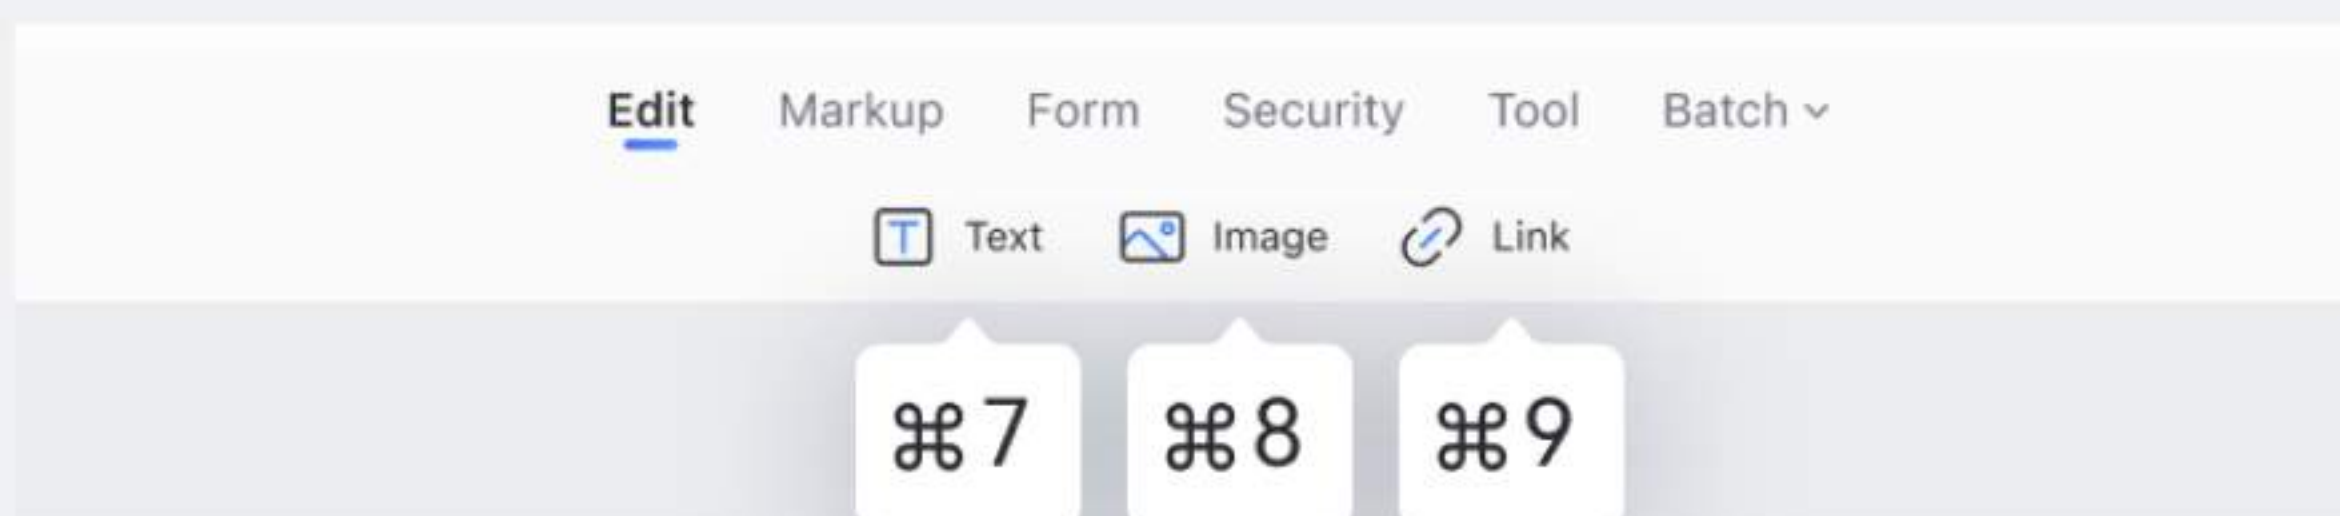 Edit Markup Form Security Tool Batch
Text Image Link
⌘7 ⌘8 ⌘9